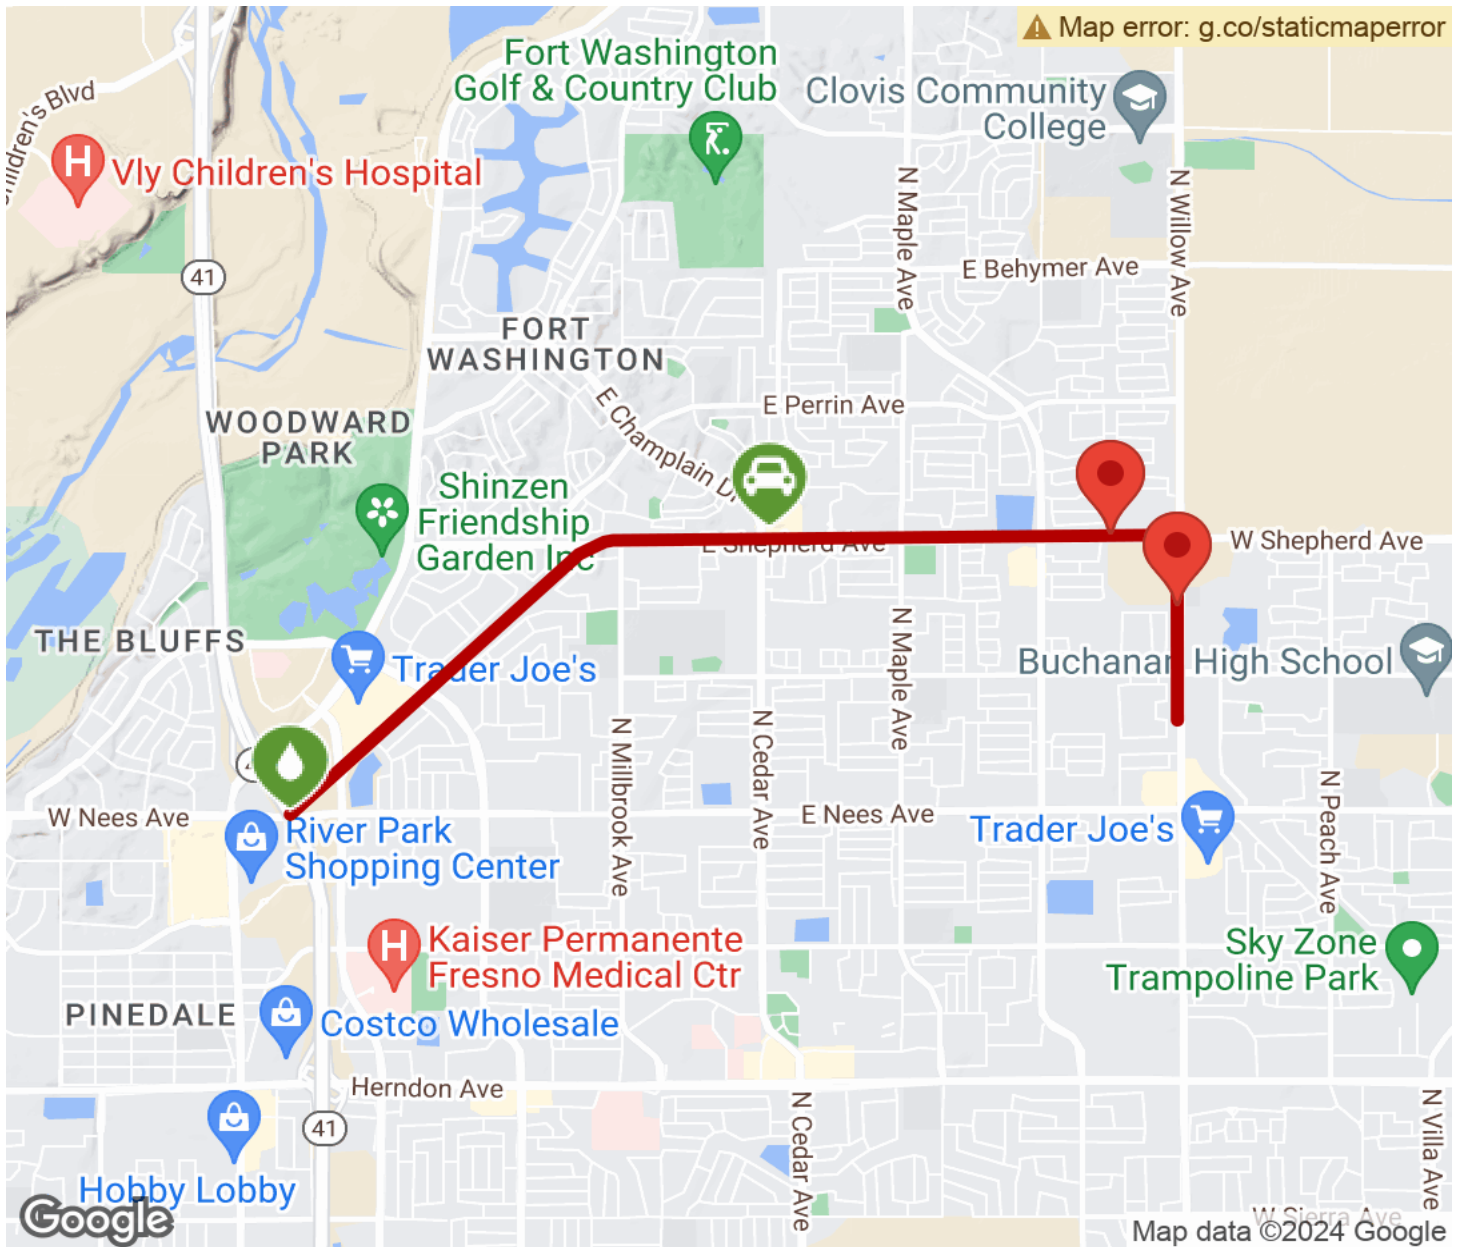 Map error: g.co/staticmaperror
Fort Washington
Golf & Country Club
Clovis Community
College
Children's Blvd
H
Vly Children's Hospital
N Maple Ave
N Willow Ave
41
E Behymer Ave
FORT
WASHINGTON
E Perrin Ave
E Champlain Dr
WOODWARD
PARK
Shinzen
Friendship
Garden Inc
E Shepherd Ave
W Shepherd Ave
THE BLUFFS
Trader Joe's
N Maple Ave
Buchanan High School
N Millbrook Ave
N Cedar Ave
N Peach Ave
W Nees Ave
E Nees Ave
River Park
Shopping Center
Trader Joe's
H
Kaiser Permanente
Fresno Medical Ctr
Sky Zone
Trampoline Park
PINEDALE
Costco Wholesale
Herndon Ave
41
N Cedar Ave
N Villa Ave
Hobby Lobby
Google
W Sierra Ave
Map data ©2024 Google